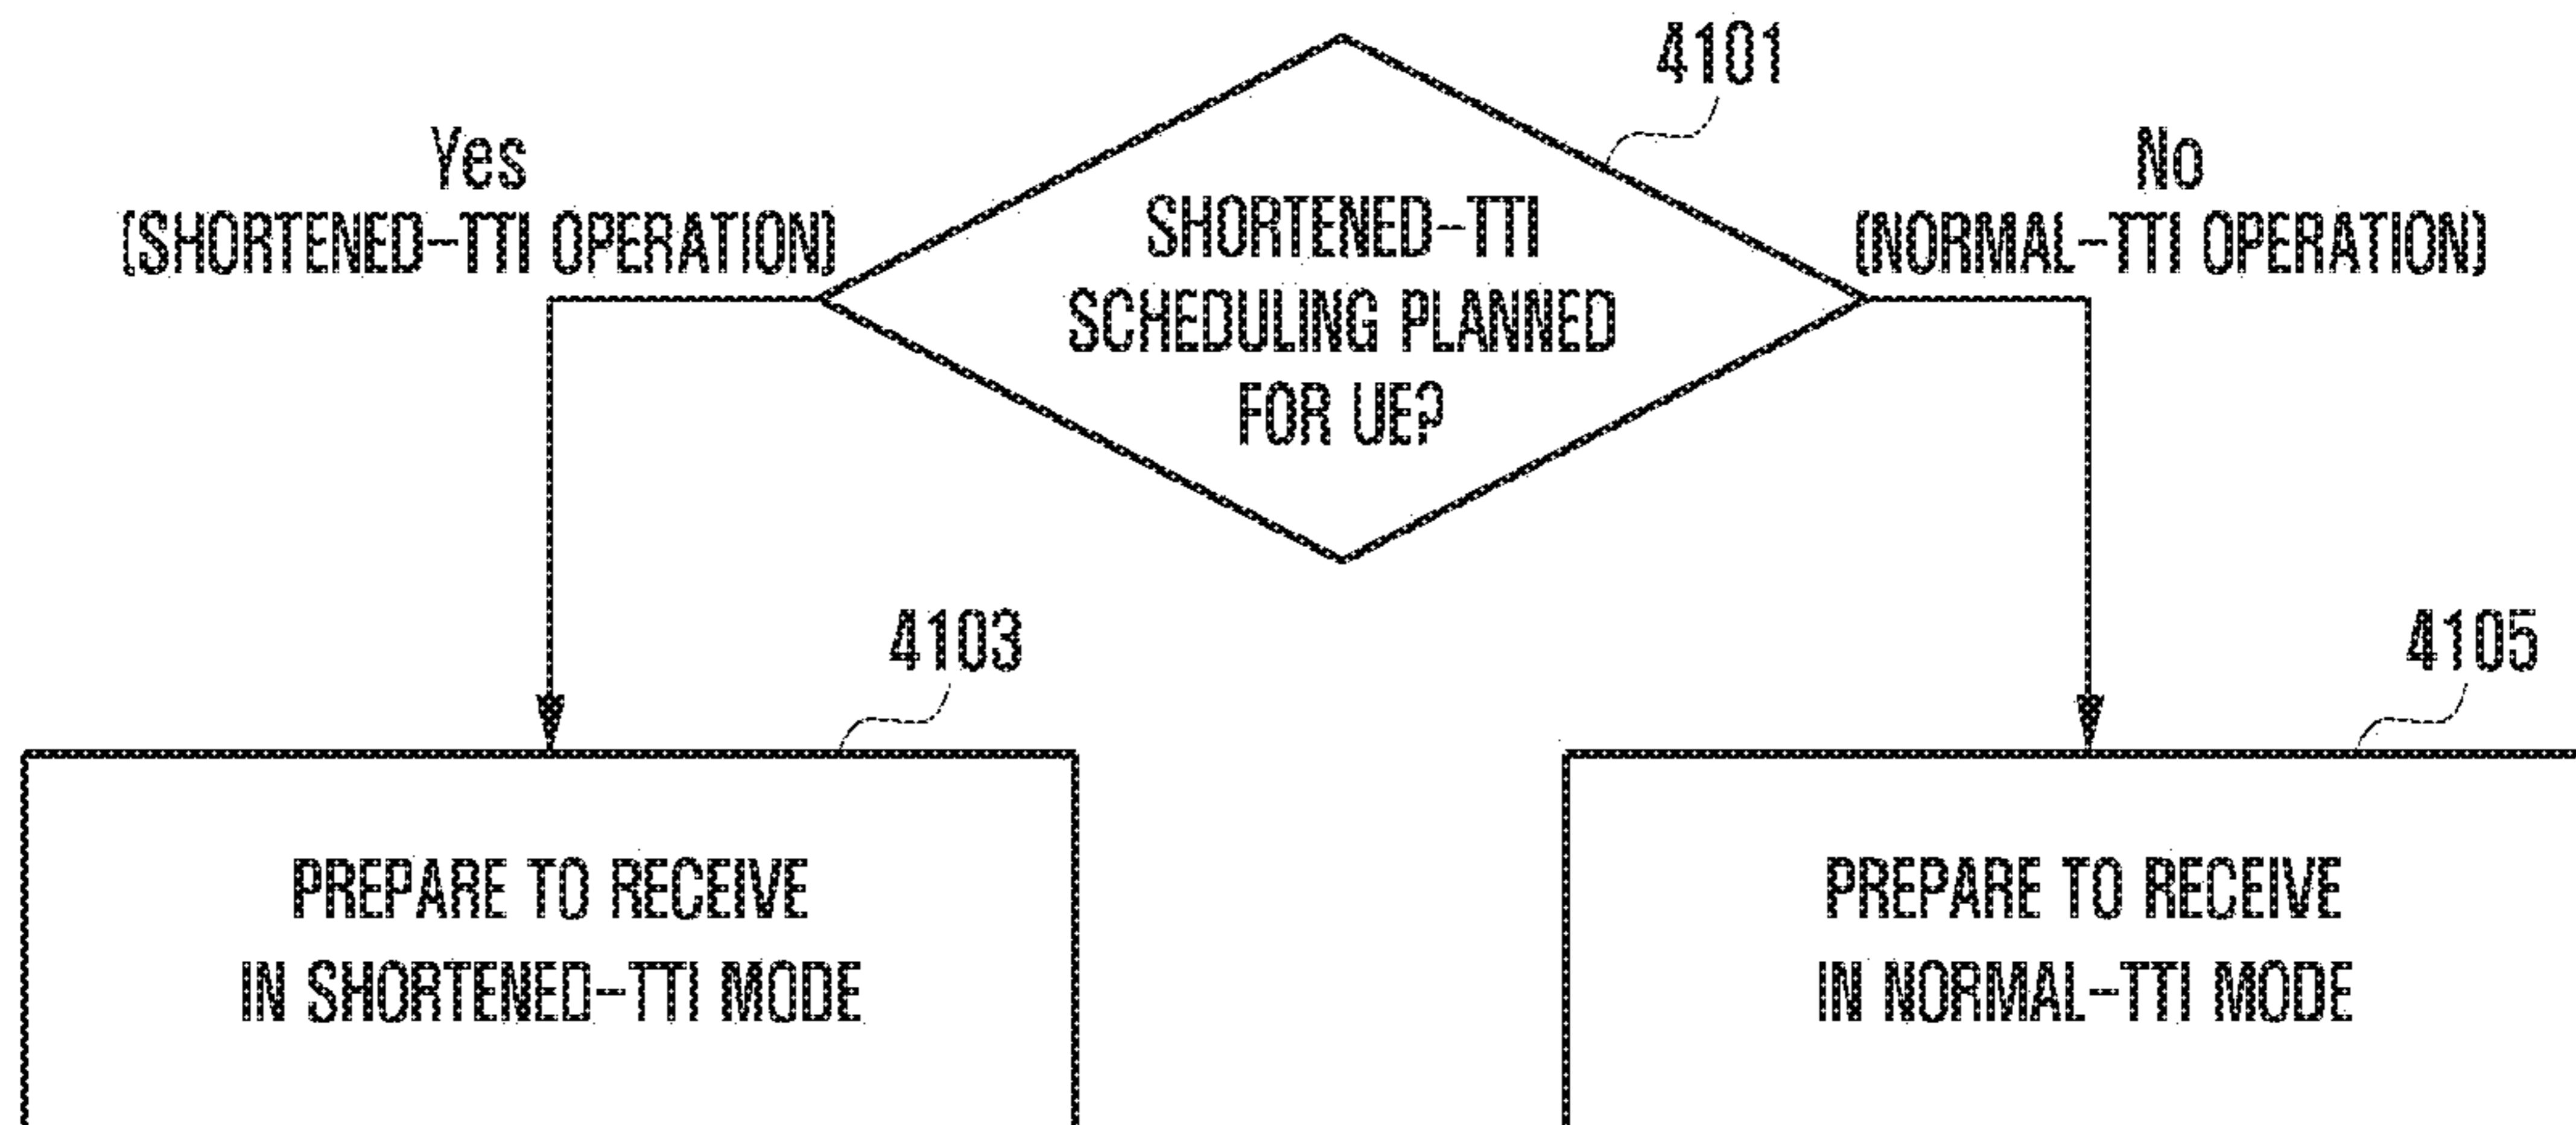 4101
Yes
(SHORTENED-TTI OPERATION)
SHORTENED-TTI
SCHEDULING PLANNED
FOR UE?
No
(NORMAL-TTI OPERATION)
4103
PREPARE TO RECEIVE
IN SHORTENED-TTI MODE
4105
PREPARE TO RECEIVE
IN NORMAL-TTI MODE